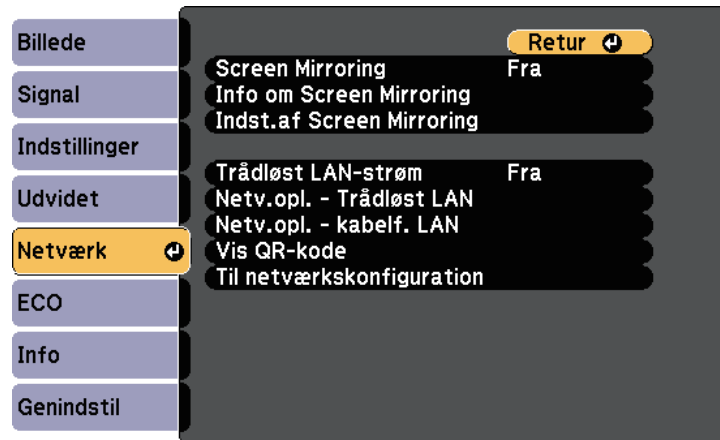 Billede
Signal
Indstillinger
Udvidet
Netværk
ECO
Info
Genindstil
Retur
Screen Mirroring Fra
Info om Screen Mirroring
Indst.af Screen Mirroring
Trådløst LAN-strøm Fra
Netv.opl. - Trådløst LAN
Netv.opl. - kabelf. LAN
Vis QR-kode
Til netværkskonfiguration